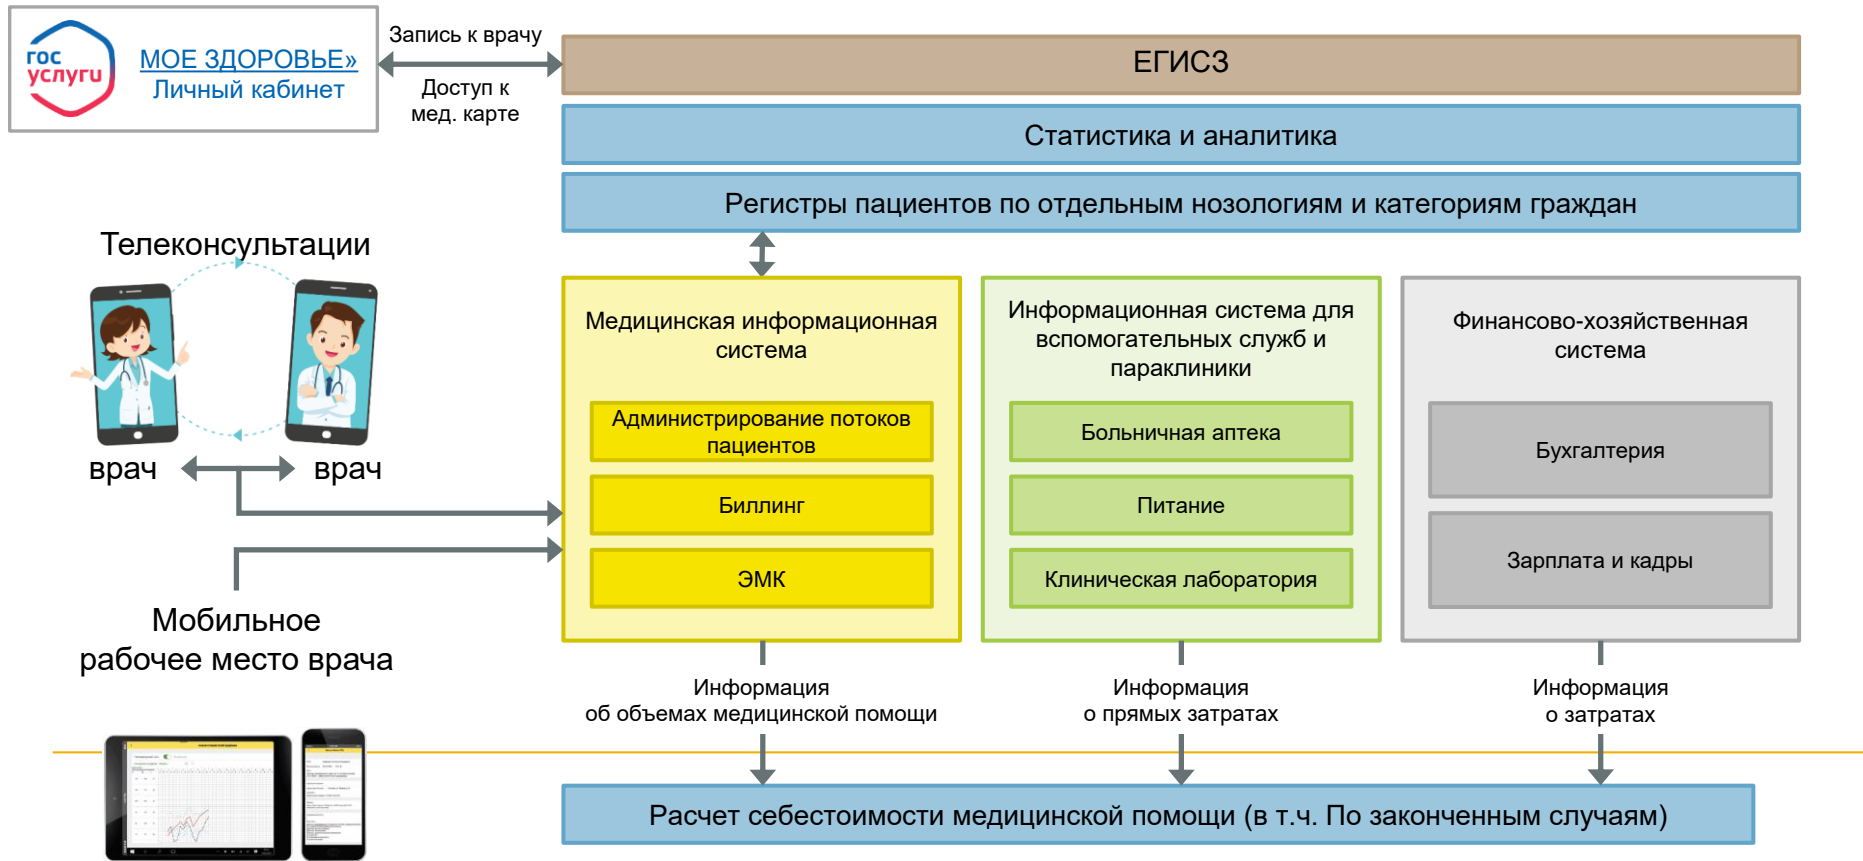 гос
услуги
МОЕ ЗДОРОВЬЕ»
Личный кабинет
Запись к врачу
Доступ к
мед. карте
ЕГИСЗ
Статистика и аналитика
Регистры пациентов по отдельным нозологиям и категориям граждан
Телеконсультации
врач
врач
Мобильное
рабочее место врача
Медицинская информационная
система
Администрирование потоков
пациентов
Биллинг
ЭМК
Информационная система для
вспомогательных служб и
параклиники
Больничная аптека
Питание
Клиническая лаборатория
Финансово-хозяйственная
система
Бухгалтерия
Зарплата и кадры
Информация
об объемах медицинской помощи
Информация
о прямых затратах
Информация
о затратах
Расчет себестоимости медицинской помощи (в т.ч. По законченным случаям)